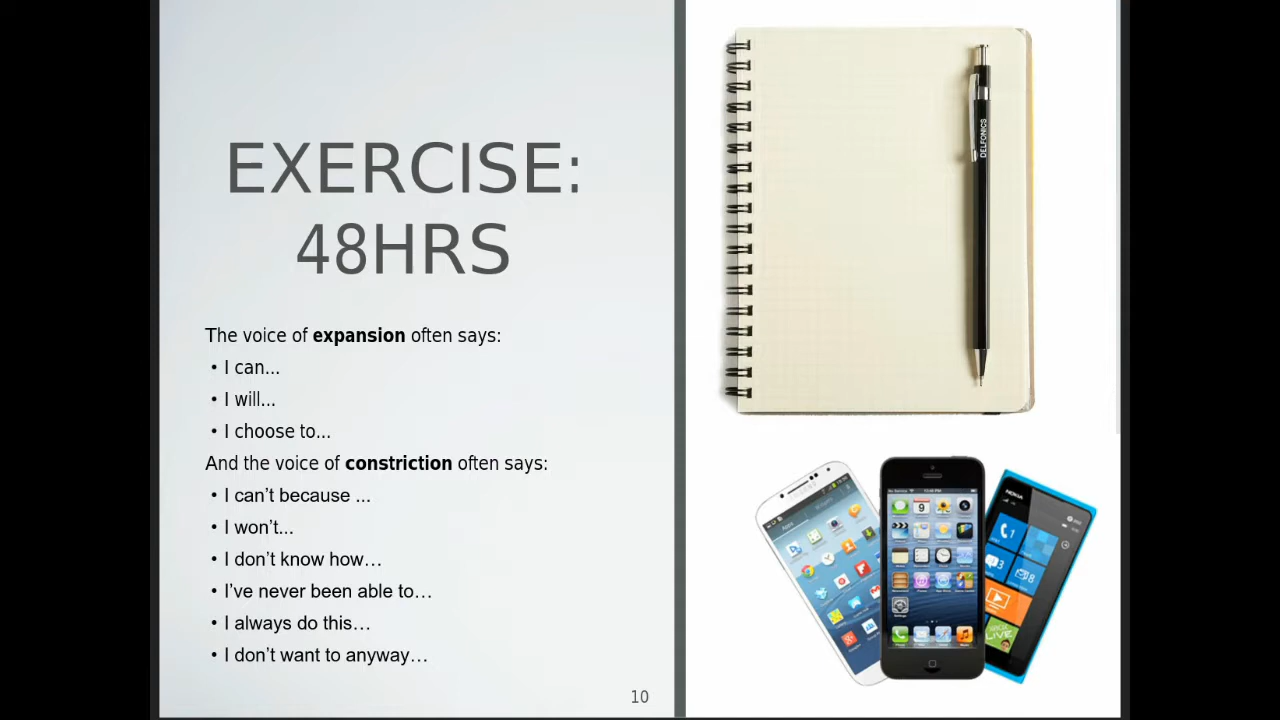 EXERCISE:
48HRS
The voice of expansion often says:
• I can...
• I will...
• I choose to...
And the voice of constriction often says:
• I can’t because ...
• I won’t...
• I don’t know how…
• I’ve never been able to…
• I always do this…
• I don’t want to anyway…
10
DELFONICS
NOKIA